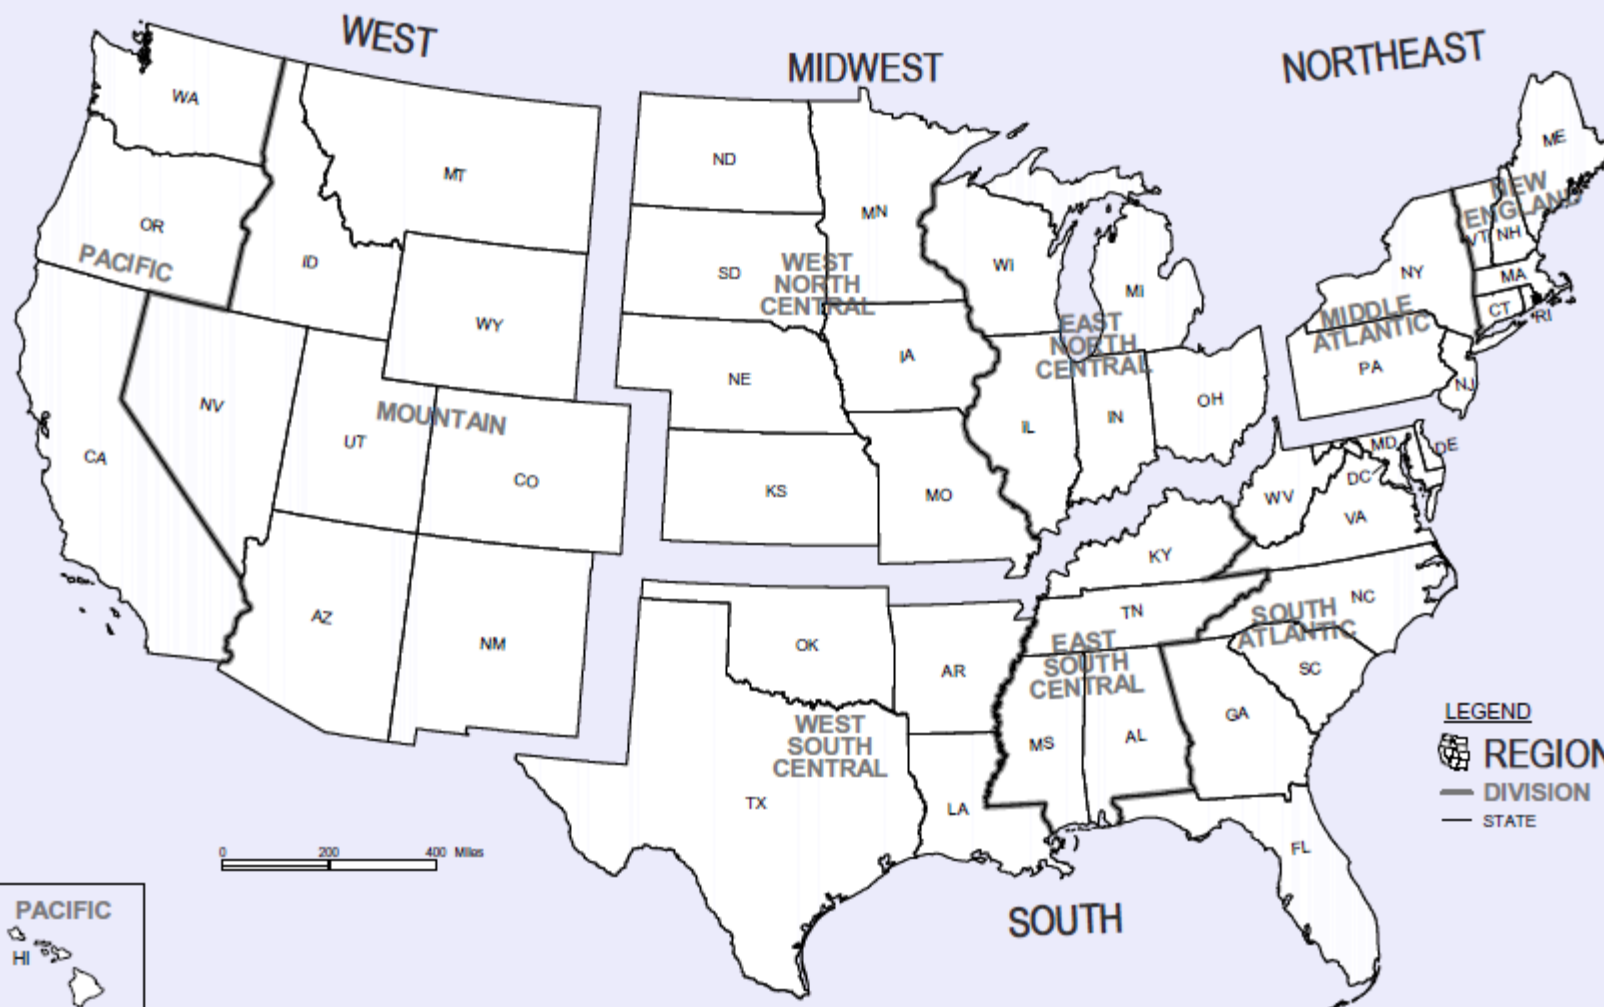 WEST
MIDWEST
NORTHEAST
WA
MT
ND
MN
ME
OR
PACIFIC
ID
SD
WEST
NORTH
CENTRAL
WI
MI
NEW
ENGLAND
VT
NH
NY
MA
CT
RI
WY
NE
IA
EAST
NORTH
CENTRAL
MIDDLE
ATLANTIC
PA
NJ
NV
MOUNTAIN
UT
CO
CA
KS
MO
IL
IN
OH
MD
DE
DC
WV
VA
KY
AZ
NM
OK
AR
TN
NC
SOUTH
ATLANTIC
EAST
SOUTH
CENTRAL
SC
GA
MS
AL
WEST
SOUTH
CENTRAL
TX
LA
FL
LEGEND
REGION
DIVISION
STATE
0 200 400 Miles
PACIFIC
HI
SOUTH